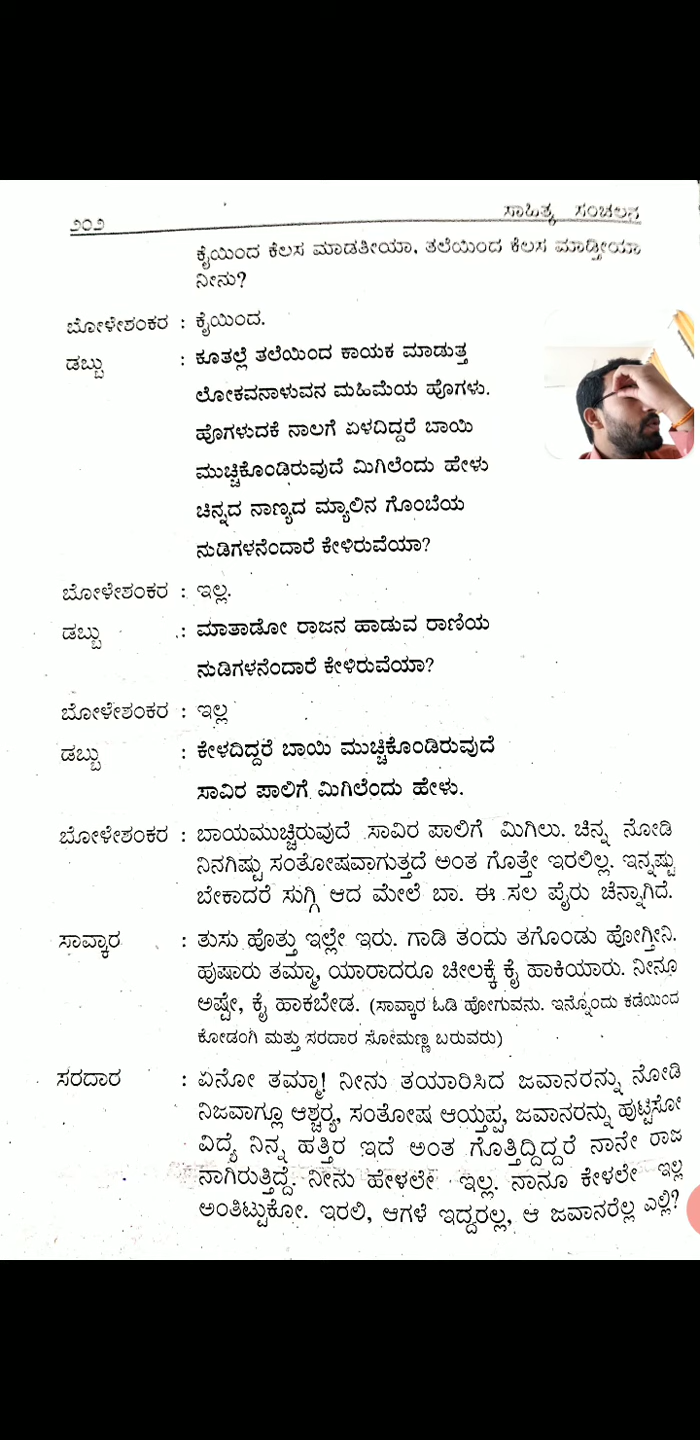 ೨೦೨
ಸಾಹಿತ್ಯ ಸಂಚಲನ
ಕೈಯಿಂದ ಕೆಲಸ ಮಾಡತೀಯಾ, ತಲೆಯಿಂದ ಕೆಲಸ ಮಾಡ್ತೀಯಾ
ನೀನು?
ಬೋಳೇಶಂಕರ : ಕೈಯಿಂದ.
ಡಬ್ಬು : ಕೂತಲ್ಲೆ ತಲೆಯಿಂದ ಕಾಯಕ ಮಾಡುತ್ತ
ಲೋಕವನಾಳುವನ ಮಹಿಮೆಯ ಹೊಗಳು.
ಹೊಗಳುದಕೆ ನಾಲಗೆ ಏಳದಿದ್ದರೆ ಬಾಯಿ
ಮುಚ್ಚಿಕೊಂಡಿರುವುದೆ ಮಿಗಿಲೆಂದು ಹೇಳು
ಚಿನ್ನದ ನಾಣ್ಯದ ಮ್ಯಾಲಿನ ಗೊಂಬೆಯ
ನುಡಿಗಳನೆಂದಾರೆ ಕೇಳಿರುವೆಯಾ?
ಬೋಳೇಶಂಕರ : ಇಲ್ಲ.
ಡಬ್ಬು : ಮಾತಾಡೋ ರಾಜನ ಹಾಡುವ ರಾಣಿಯ
ನುಡಿಗಳನೆಂದಾರೆ ಕೇಳಿರುವೆಯಾ?
ಬೋಳೇಶಂಕರ : ಇಲ್ಲ
ಡಬ್ಬು : ಕೇಳದಿದ್ದರೆ ಬಾಯಿ ಮುಚ್ಚಿಕೊಂಡಿರುವುದೆ
ಸಾವಿರ ಪಾಲಿಗೆ ಮಿಗಿಲೆಂದು ಹೇಳು.
ಬೋಳೇಶಂಕರ : ಬಾಯಮುಚ್ಚಿರುವುದೆ ಸಾವಿರ ಪಾಲಿಗೆ ಮಿಗಿಲು. ಚಿನ್ನ ನೋಡಿ
ನಿನಗಿಷ್ಟು ಸಂತೋಷವಾಗುತ್ತದೆ ಅಂತ ಗೊತ್ತೇ ಇರಲಿಲ್ಲ. ಇನ್ನಷ್ಟು
ಬೇಕಾದರೆ ಸುಗ್ಗಿ ಆದ ಮೇಲೆ ಬಾ. ಈ ಸಲ ಪೈರು ಚೆನ್ನಾಗಿದೆ.
ಸಾವ್ಕಾರ : ತುಸು ಹೊತ್ತು ಇಲ್ಲೇ ಇರು. ಗಾಡಿ ತಂದು ತಗೊಂಡು ಹೋಗ್ತೀನಿ.
ಹುಷಾರು ತಮ್ಮಾ, ಯಾರಾದರೂ ಚೀಲಕ್ಕೆ ಕೈ ಹಾಕಿಯಾರು. ನೀನೂ
ಅಷ್ಟೇ, ಕೈ ಹಾಕಬೇಡ. (ಸಾವ್ಕಾರ ಓಡಿ ಹೋಗುವನು. ಇನ್ನೊಂದು ಕಡೆಯಿಂದ
ಕೋಡಂಗಿ ಮತ್ತು ಸರದಾರ ಸೋಮಣ್ಣ ಬರುವರು)
ಸರದಾರ : ಏನೋ ತಮ್ಮಾ! ನೀನು ತಯಾರಿಸಿದ ಜವಾನರನ್ನು ನೋಡಿ
ನಿಜವಾಗ್ಲೂ ಆಶ್ಚರ್‍ಯ, ಸಂತೋಷ ಆಯ್ತಪ್ಪ, ಜವಾನರನ್ನು ಹುಟ್ಟಸೋ
ವಿದ್ಯೆ ನಿನ್ನ ಹತ್ತಿರ ಇದೆ ಅಂತ ಗೊತ್ತಿದ್ದಿದ್ದರೆ ನಾನೇ ರಾಜ
ನಾಗಿರುತ್ತಿದ್ದೆ. ನೀನು ಹೇಳಲೇ ಇಲ್ಲ. ನಾನೂ ಕೇಳಲೇ ಇಲ್ಲ
ಅಂತಿಟ್ಟುಕೋ. ಇರಲಿ, ಆಗಳೆ ಇದ್ದರಲ್ಲ, ಆ ಜವಾನರೆಲ್ಲ ಎಲ್ಲಿ?